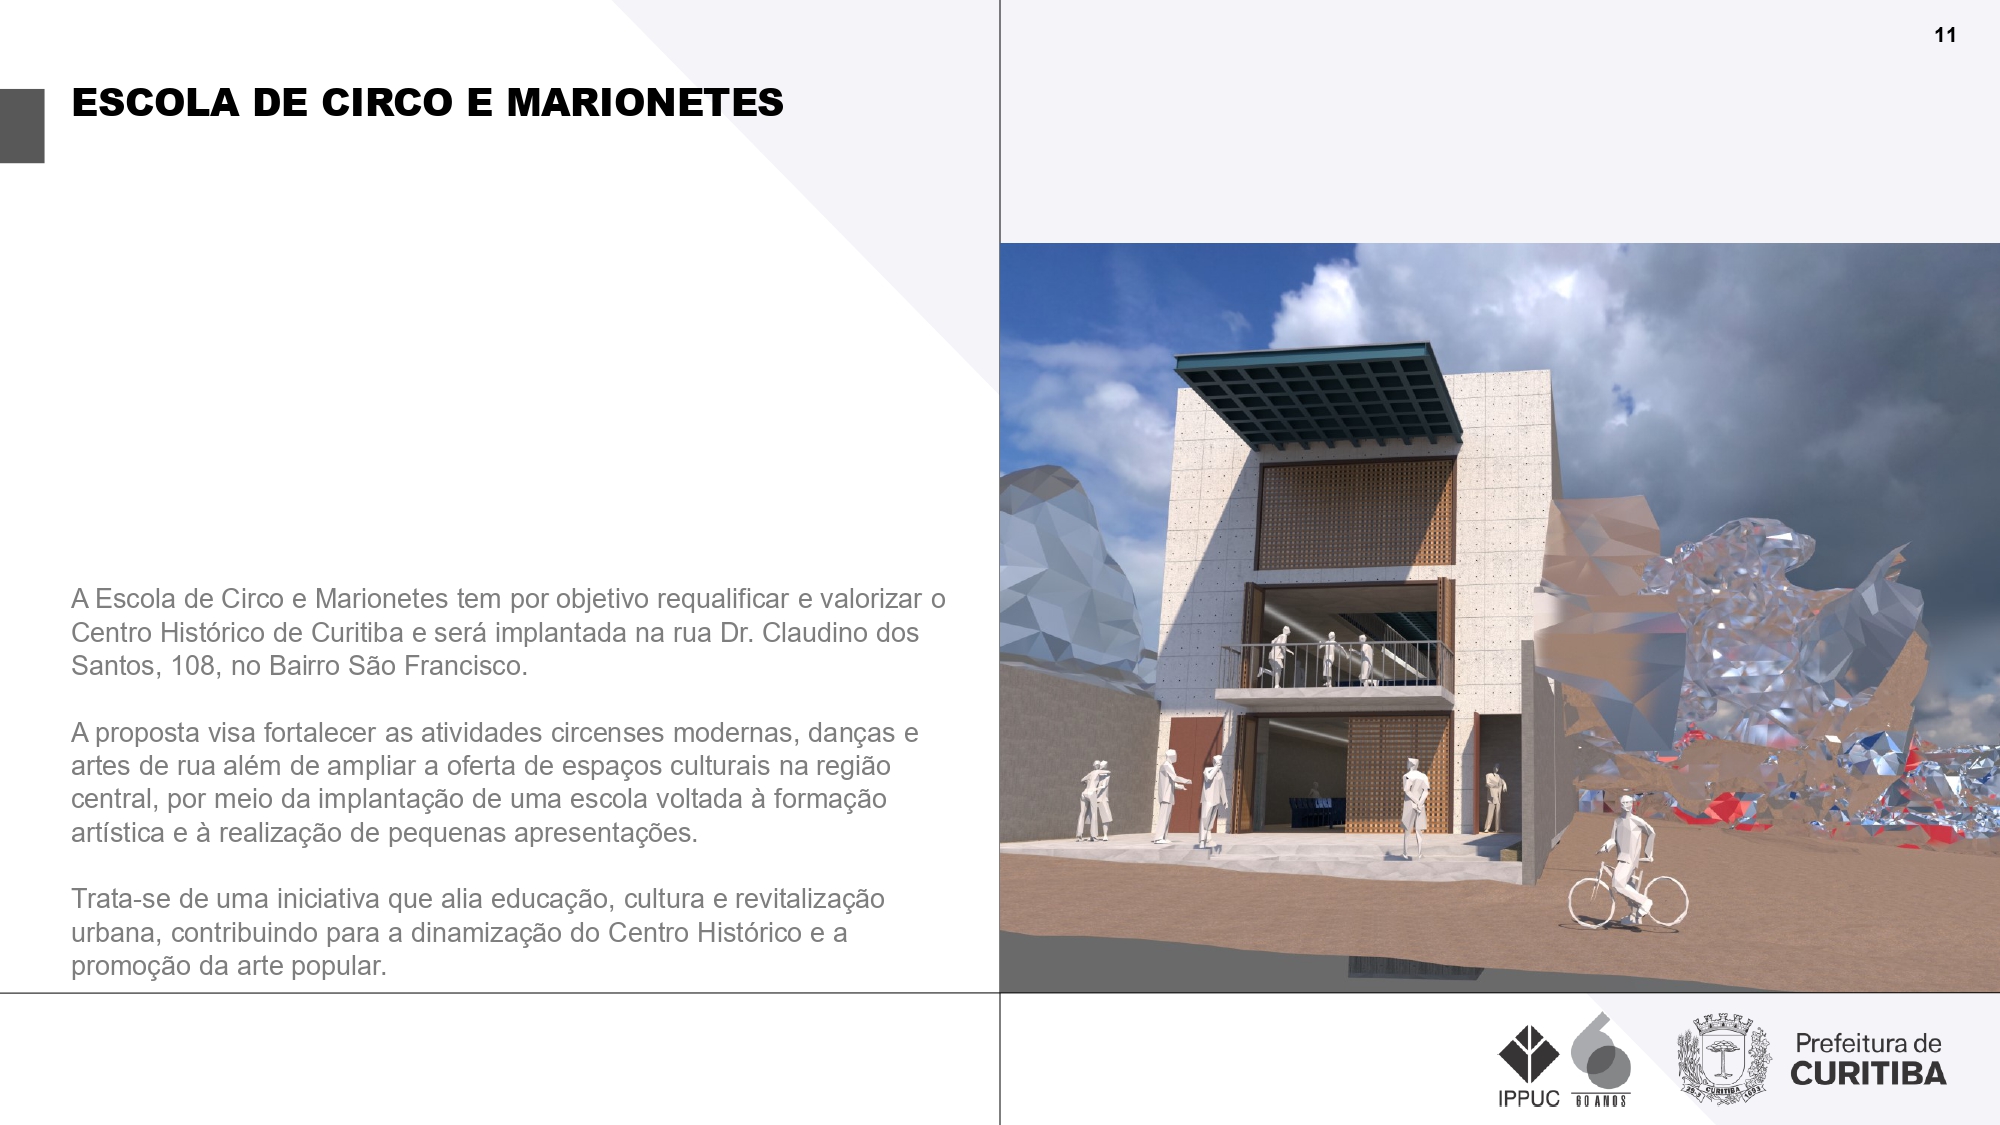 11
ESCOLA DE CIRCO E MARIONETES
A Escola de Circo e Marionetes tem por objetivo requalificar e valorizar o
Centro Histórico de Curitiba e será implantada na rua Dr. Claudino dos
Santos, 108, no Bairro São Francisco.
A proposta visa fortalecer as atividades circenses modernas, danças e
artes de rua além de ampliar a oferta de espaços culturais na região
central, por meio da implantação de uma escola voltada à formação
artística e à realização de pequenas apresentações.
Trata-se de uma iniciativa que alia educação, cultura e revitalização
urbana, contribuindo para a dinamização do Centro Histórico e a
promoção da arte popular.
IPPUC
60 ANOS
29-3 CURITIBA 1693
Prefeitura de
CURITIBA